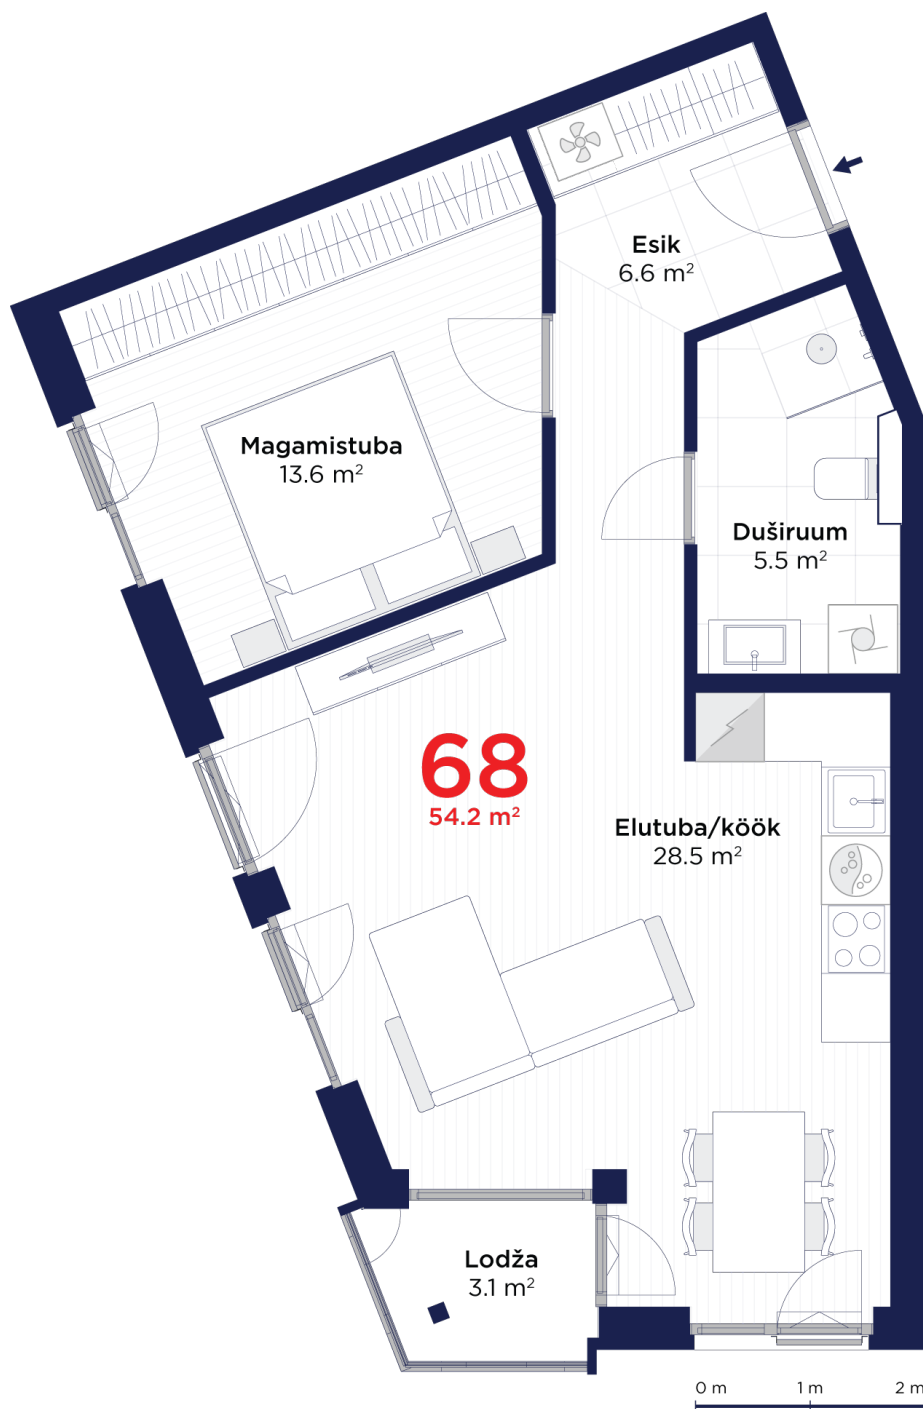 Esik
6.6 m²
Magamistuba
13.6 m²
Duširuum
5.5 m²
68
54.2 m²
Elutuba/köök
28.5 m²
Lodža
3.1 m²
0 m 1 m 2 m